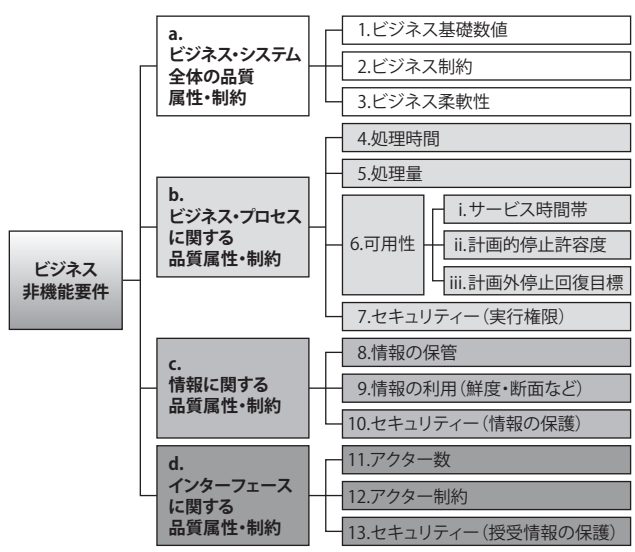 ビジネス
非機能要件
a.
ビジネス・システム
全体の品質
属性・制約
1.ビジネス基礎数値
2.ビジネス制約
3.ビジネス柔軟性
b.
ビジネス・プロセス
に関する
品質属性・制約
4.処理時間
5.処理量
6.可用性
i.サービス時間帯
ii.計画的停止許容度
iii.計画外停止回復目標
7.セキュリティー(実行権限)
c.
情報に関する
品質属性・制約
8.情報の保管
9.情報の利用(鮮度・断面など)
10.セキュリティー(情報の保護)
d.
インターフェース
に関する
品質属性・制約
11.アクター数
12.アクター制約
13.セキュリティー(授受情報の保護)